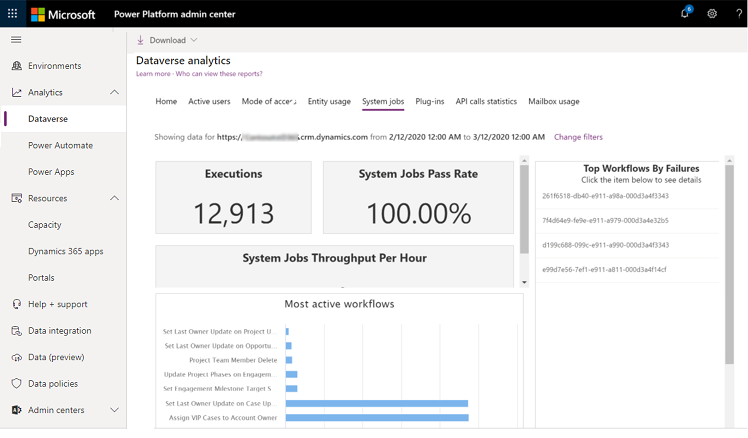 Microsoft
Power Platform admin center
6
?
Download
Environments
Analytics
Dataverse
Power Automate
Power Apps
Resources
Capacity
Dynamics 365 apps
Portals
Help + support
Data integration
Data (preview)
Data policies
Admin centers
Dataverse analytics
Learn more · Who can view these reports?
Home Active users Mode of acces Entity usage System jobs Plug-ins API calls statistics Mailbox usage
Showing data for https:// .crm.dynamics.com from 2/12/2020 12:00 AM to 3/12/2020 12:00 AM Change filters
Executions
12,913
System Jobs Pass Rate
100.00%
System Jobs Throughput Per Hour
Top Workflows By Failures
Click the item below to see details
261f6518-db40-e911-a98a-000d3a4f3343
7f4d64e9-fe9e-e911-a979-000d3a4e32b5
d199c688-099c-e911-a990-000d3a4f3343
e99d7e56-7ef1-e911-a811-000d3a4f14cf
Most active workflows
Set Last Owner Update on Project U...
Set Last Owner Update on Opportu...
Project Team Member Delete
Update Project Phases on Engagem...
Set Engagement Milestone Target S...
Set Last Owner Update on Case Up...
Assign VIP Cases to Account Owner